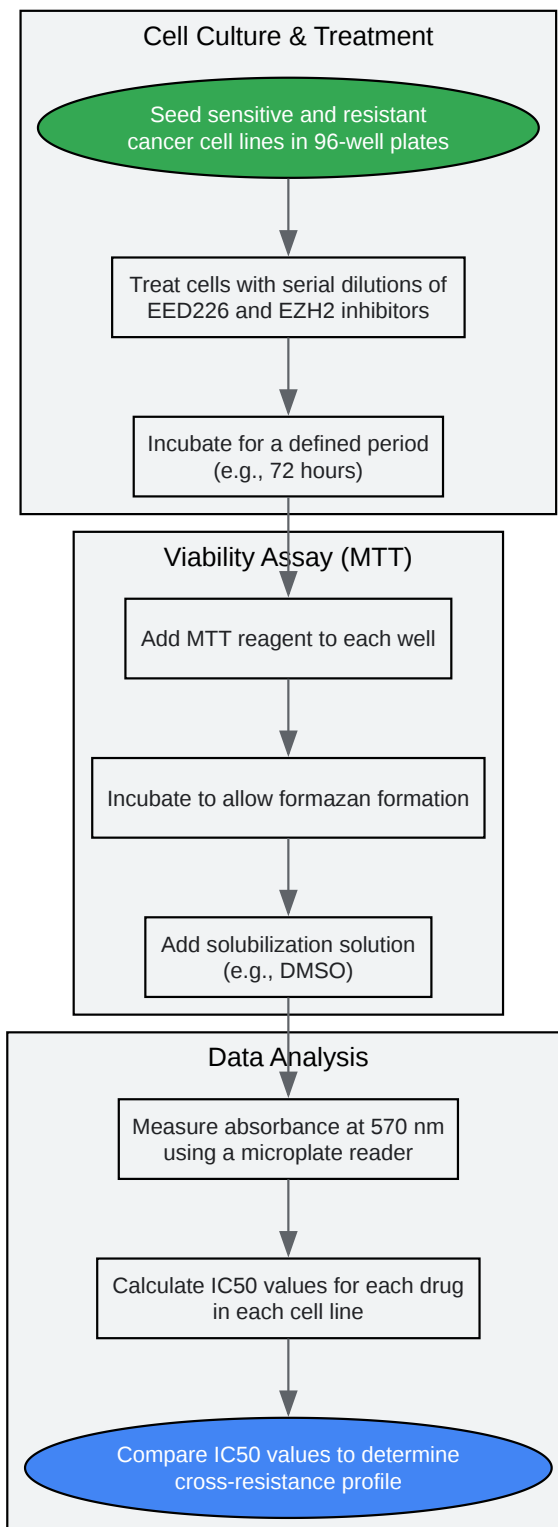 Cell Culture & Treatment
Seed sensitive and resistant
cancer cell lines in 96-well plates
Treat cells with serial dilutions of
EED226 and EZH2 inhibitors
Incubate for a defined period
(e.g., 72 hours)
Viability Assay (MTT)
Add MTT reagent to each well
Incubate to allow formazan formation
Add solubilization solution
(e.g., DMSO)
Data Analysis
Measure absorbance at 570 nm
using a microplate reader
Calculate IC50 values for each drug
in each cell line
Compare IC50 values to determine
cross-resistance profile